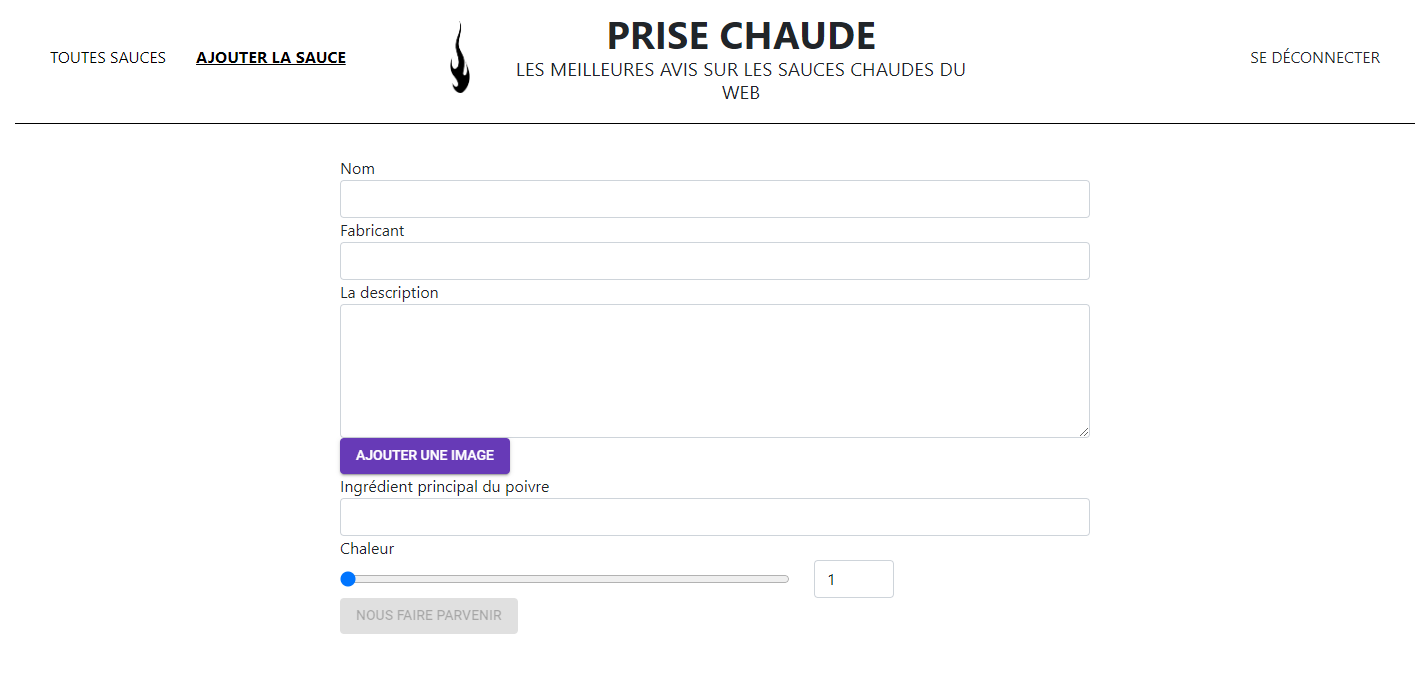 TOUTES SAUCES
AJOUTER LA SAUCE
PRISE CHAUDE
LES MEILLEURES AVIS SUR LES SAUCES CHAUDES DU
WEB
SE DÉCONNECTER
Nom
Fabricant
La description
AJOUTER UNE IMAGE
Ingrédient principal du poivre
Chaleur
1
NOUS FAIRE PARVENIR